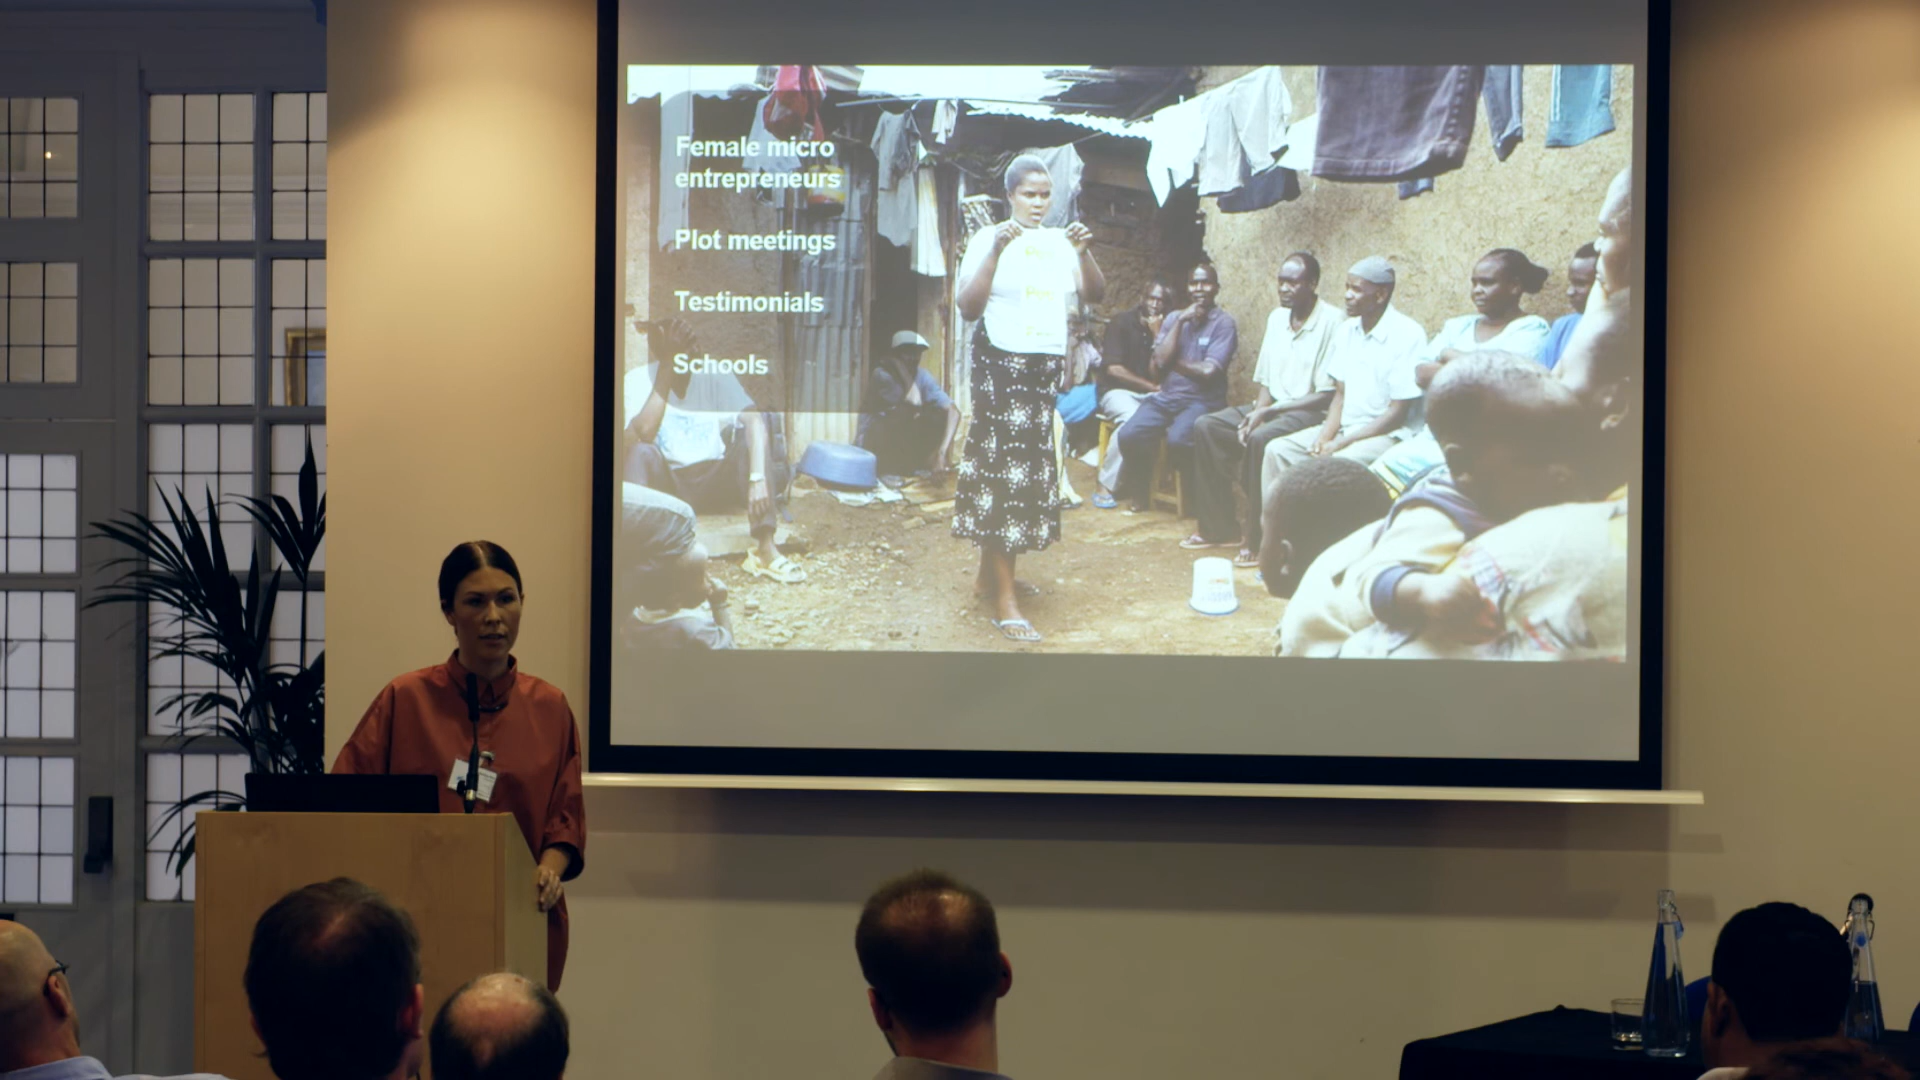 Female micro
entrepreneurs
Plot meetings
Testimonials
Schools